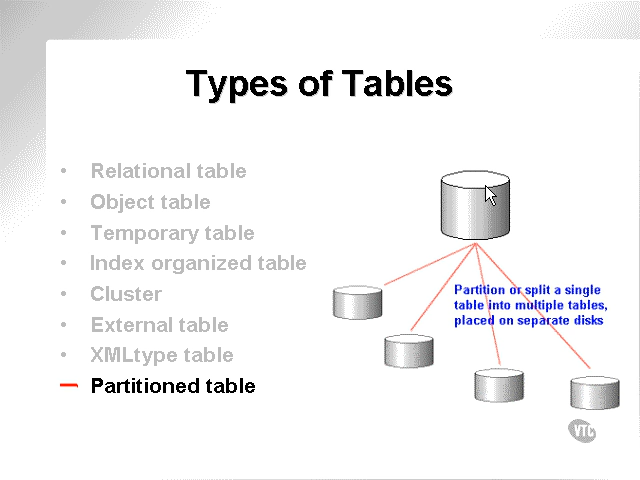 Types of Tables
• Relational table
• Object table
• Temporary table
• Index organized table
• Cluster
• External table
• XMLtype table
Partitioned table
Partition or split a single
table into multiple tables,
placed on separate disks
VTC